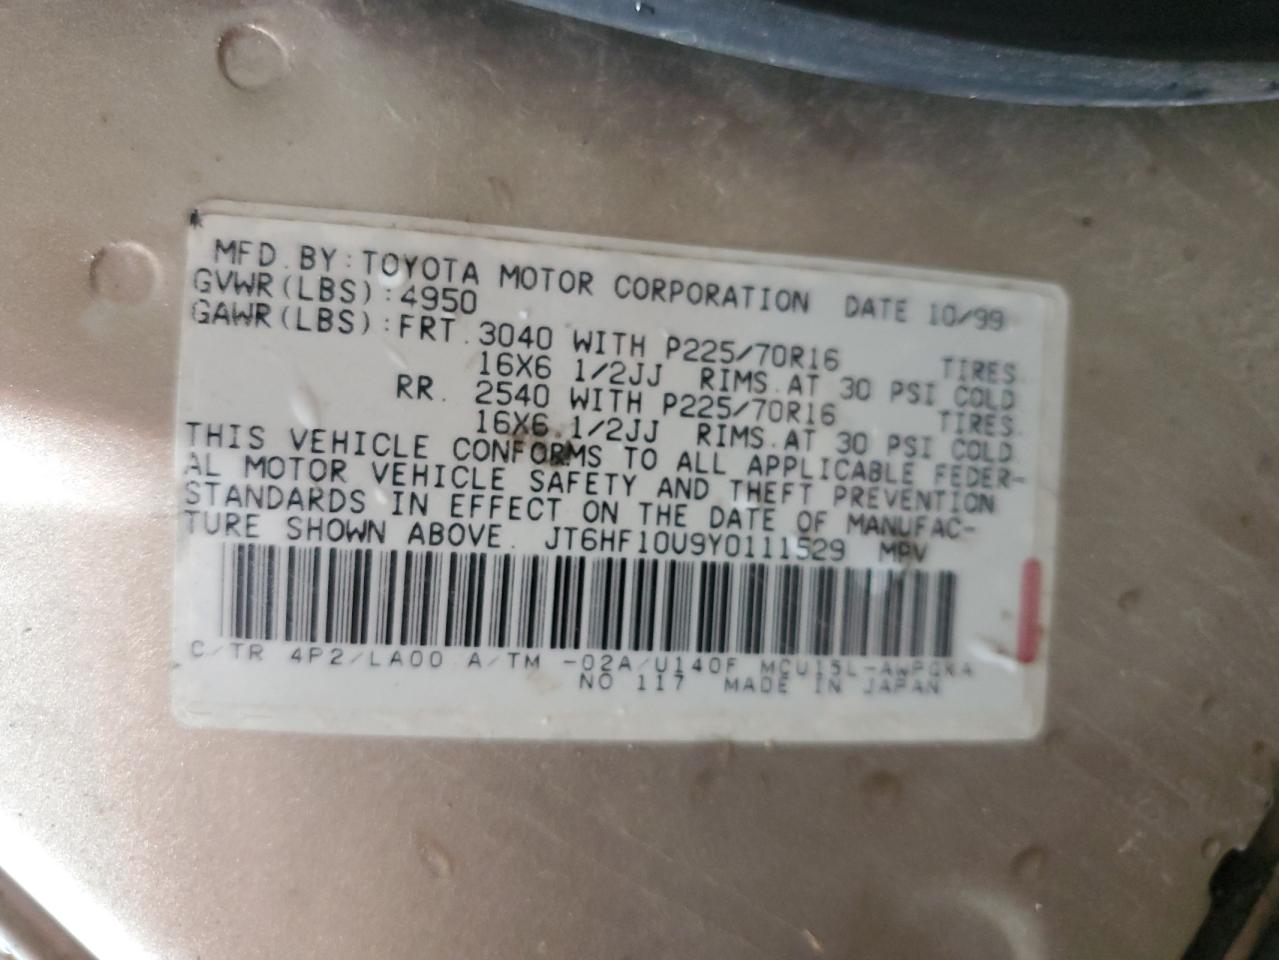 MFD. BY: TOYOTA MOTOR CORPORATION DATE 10/99
GVWR(LBS):4950
GAWR(LBS):FRT. 3040 WITH P225/70R16 TIRES.
16X6 1/2JJ RIMS.AT 30 PSI COLD
RR. 2540 WITH P225/70R16 TIRES.
16X6 1/2JJ RIMS.AT 30 PSI COLD
THIS VEHICLE CONFORMS TO ALL APPLICABLE FEDER-
AL MOTOR VEHICLE SAFETY AND THEFT PREVENTION
STANDARDS IN EFFECT ON THE DATE OF MANUFAC-
TURE SHOWN ABOVE. JT6HF10U9Y0111529 MPV
C/TR 4P2/LA00 A/TM -02A/U140F MCU15L-AWPGKA
NO 117 MADE IN JAPAN